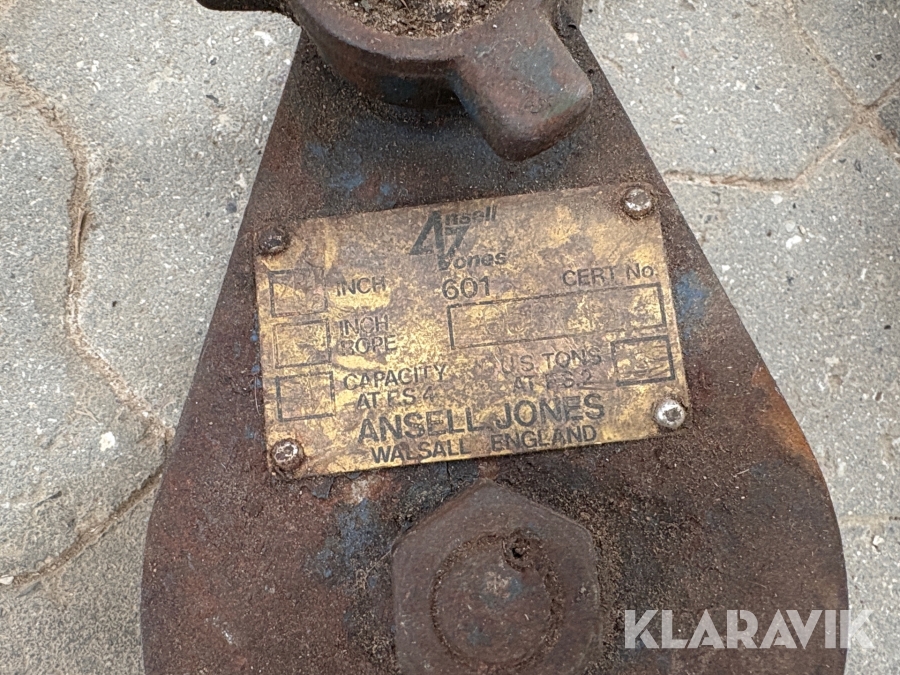 Ansell
Jones
INCH 601 CERT No.
INCH
ROPE
CAPACITY US TONS
AT F.S 4 AT F.S 2
ANSELL JONES
WALSALL ENGLAND
KLARAVIK